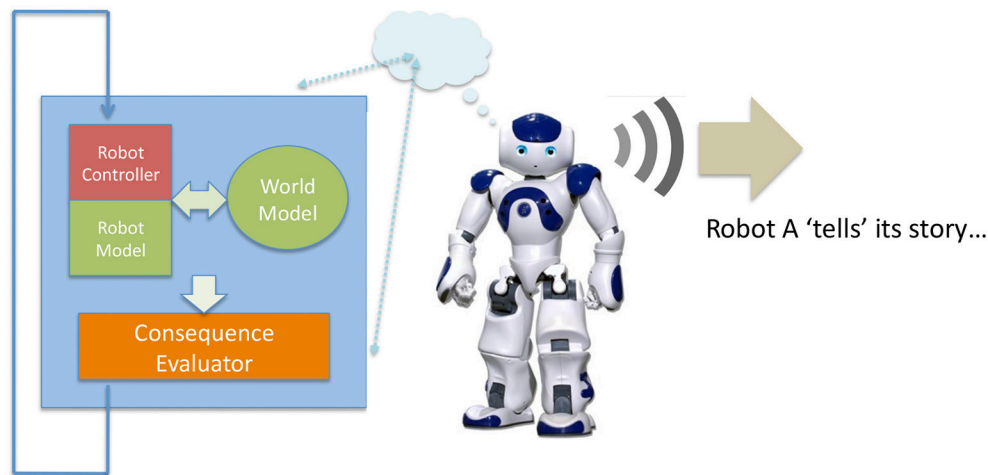 Robot
Controller
Robot
Model
World
Model
Consequence
Evaluator
Robot A ‘tells’ its story…